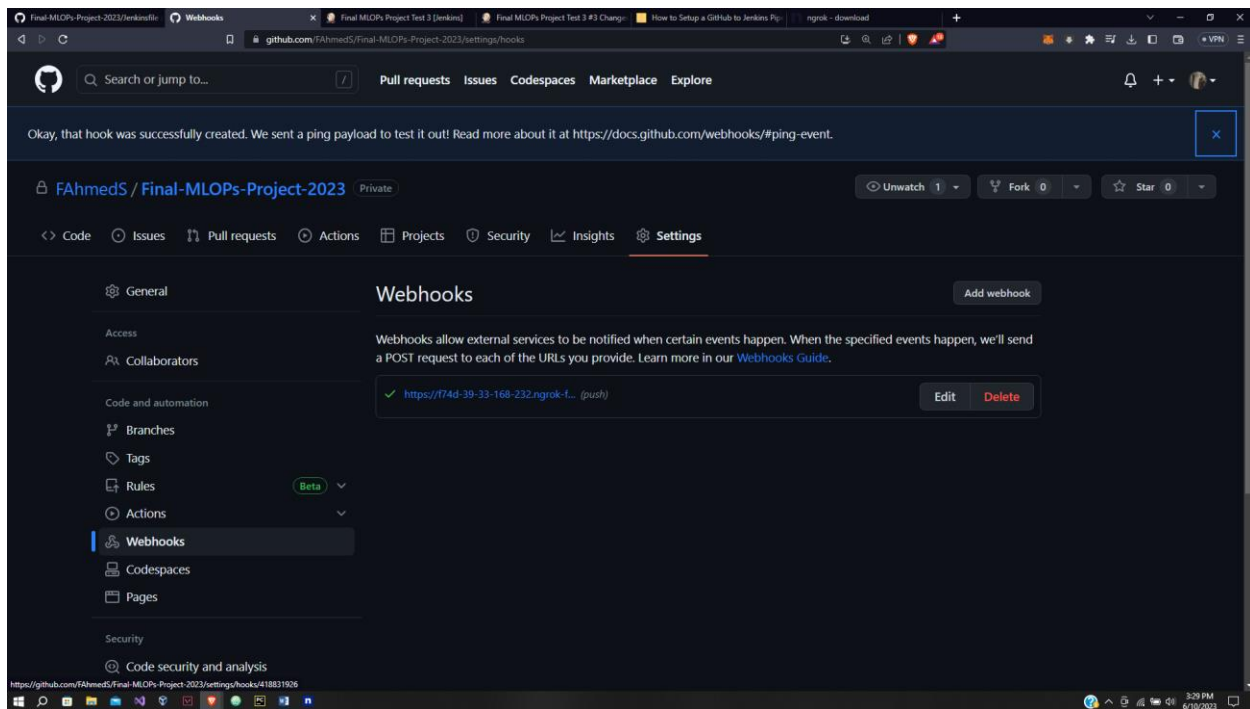 Final-MLOPs-Project-2023/Jenkinsfile
Webhooks
Final MLOPs Project Test 3 [Jenkins]
Final MLOPs Project Test 3 #3 Change
How to Setup a GitHub to Jenkins Pip
ngrok - download
github.com/FAhmedS/Final-MLOPs-Project-2023/settings/hooks
VPN
Search or jump to...
/
Pull requests Issues Codespaces Marketplace Explore
Okay, that hook was successfully created. We sent a ping payload to test it out! Read more about it at https://docs.github.com/webhooks/#ping-event.
FAhmedS / Final-MLOPs-Project-2023 Private
Unwatch 1
Fork 0
Star 0
Code Issues Pull requests Actions Projects Security Insights Settings
General
Access
Collaborators
Code and automation
Branches
Tags
Rules Beta
Actions
Webhooks
Codespaces
Pages
Security
Code security and analysis
Webhooks
Add webhook
Webhooks allow external services to be notified when certain events happen. When the specified events happen, we'll send
a POST request to each of the URLs you provide. Learn more in our Webhooks Guide.
https://f74d-39-33-168-232.ngrok-f... (push)
Edit Delete
https://github.com/FAhmedS/Final-MLOPs-Project-2023/settings/hooks/418831926
3:29 PM
6/10/2023